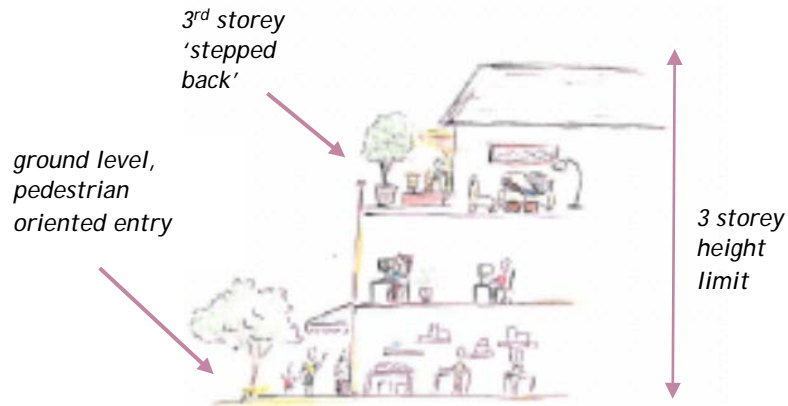 3rd storey
‘stepped
back’
ground level,
pedestrian
oriented entry
3 storey
height
limit